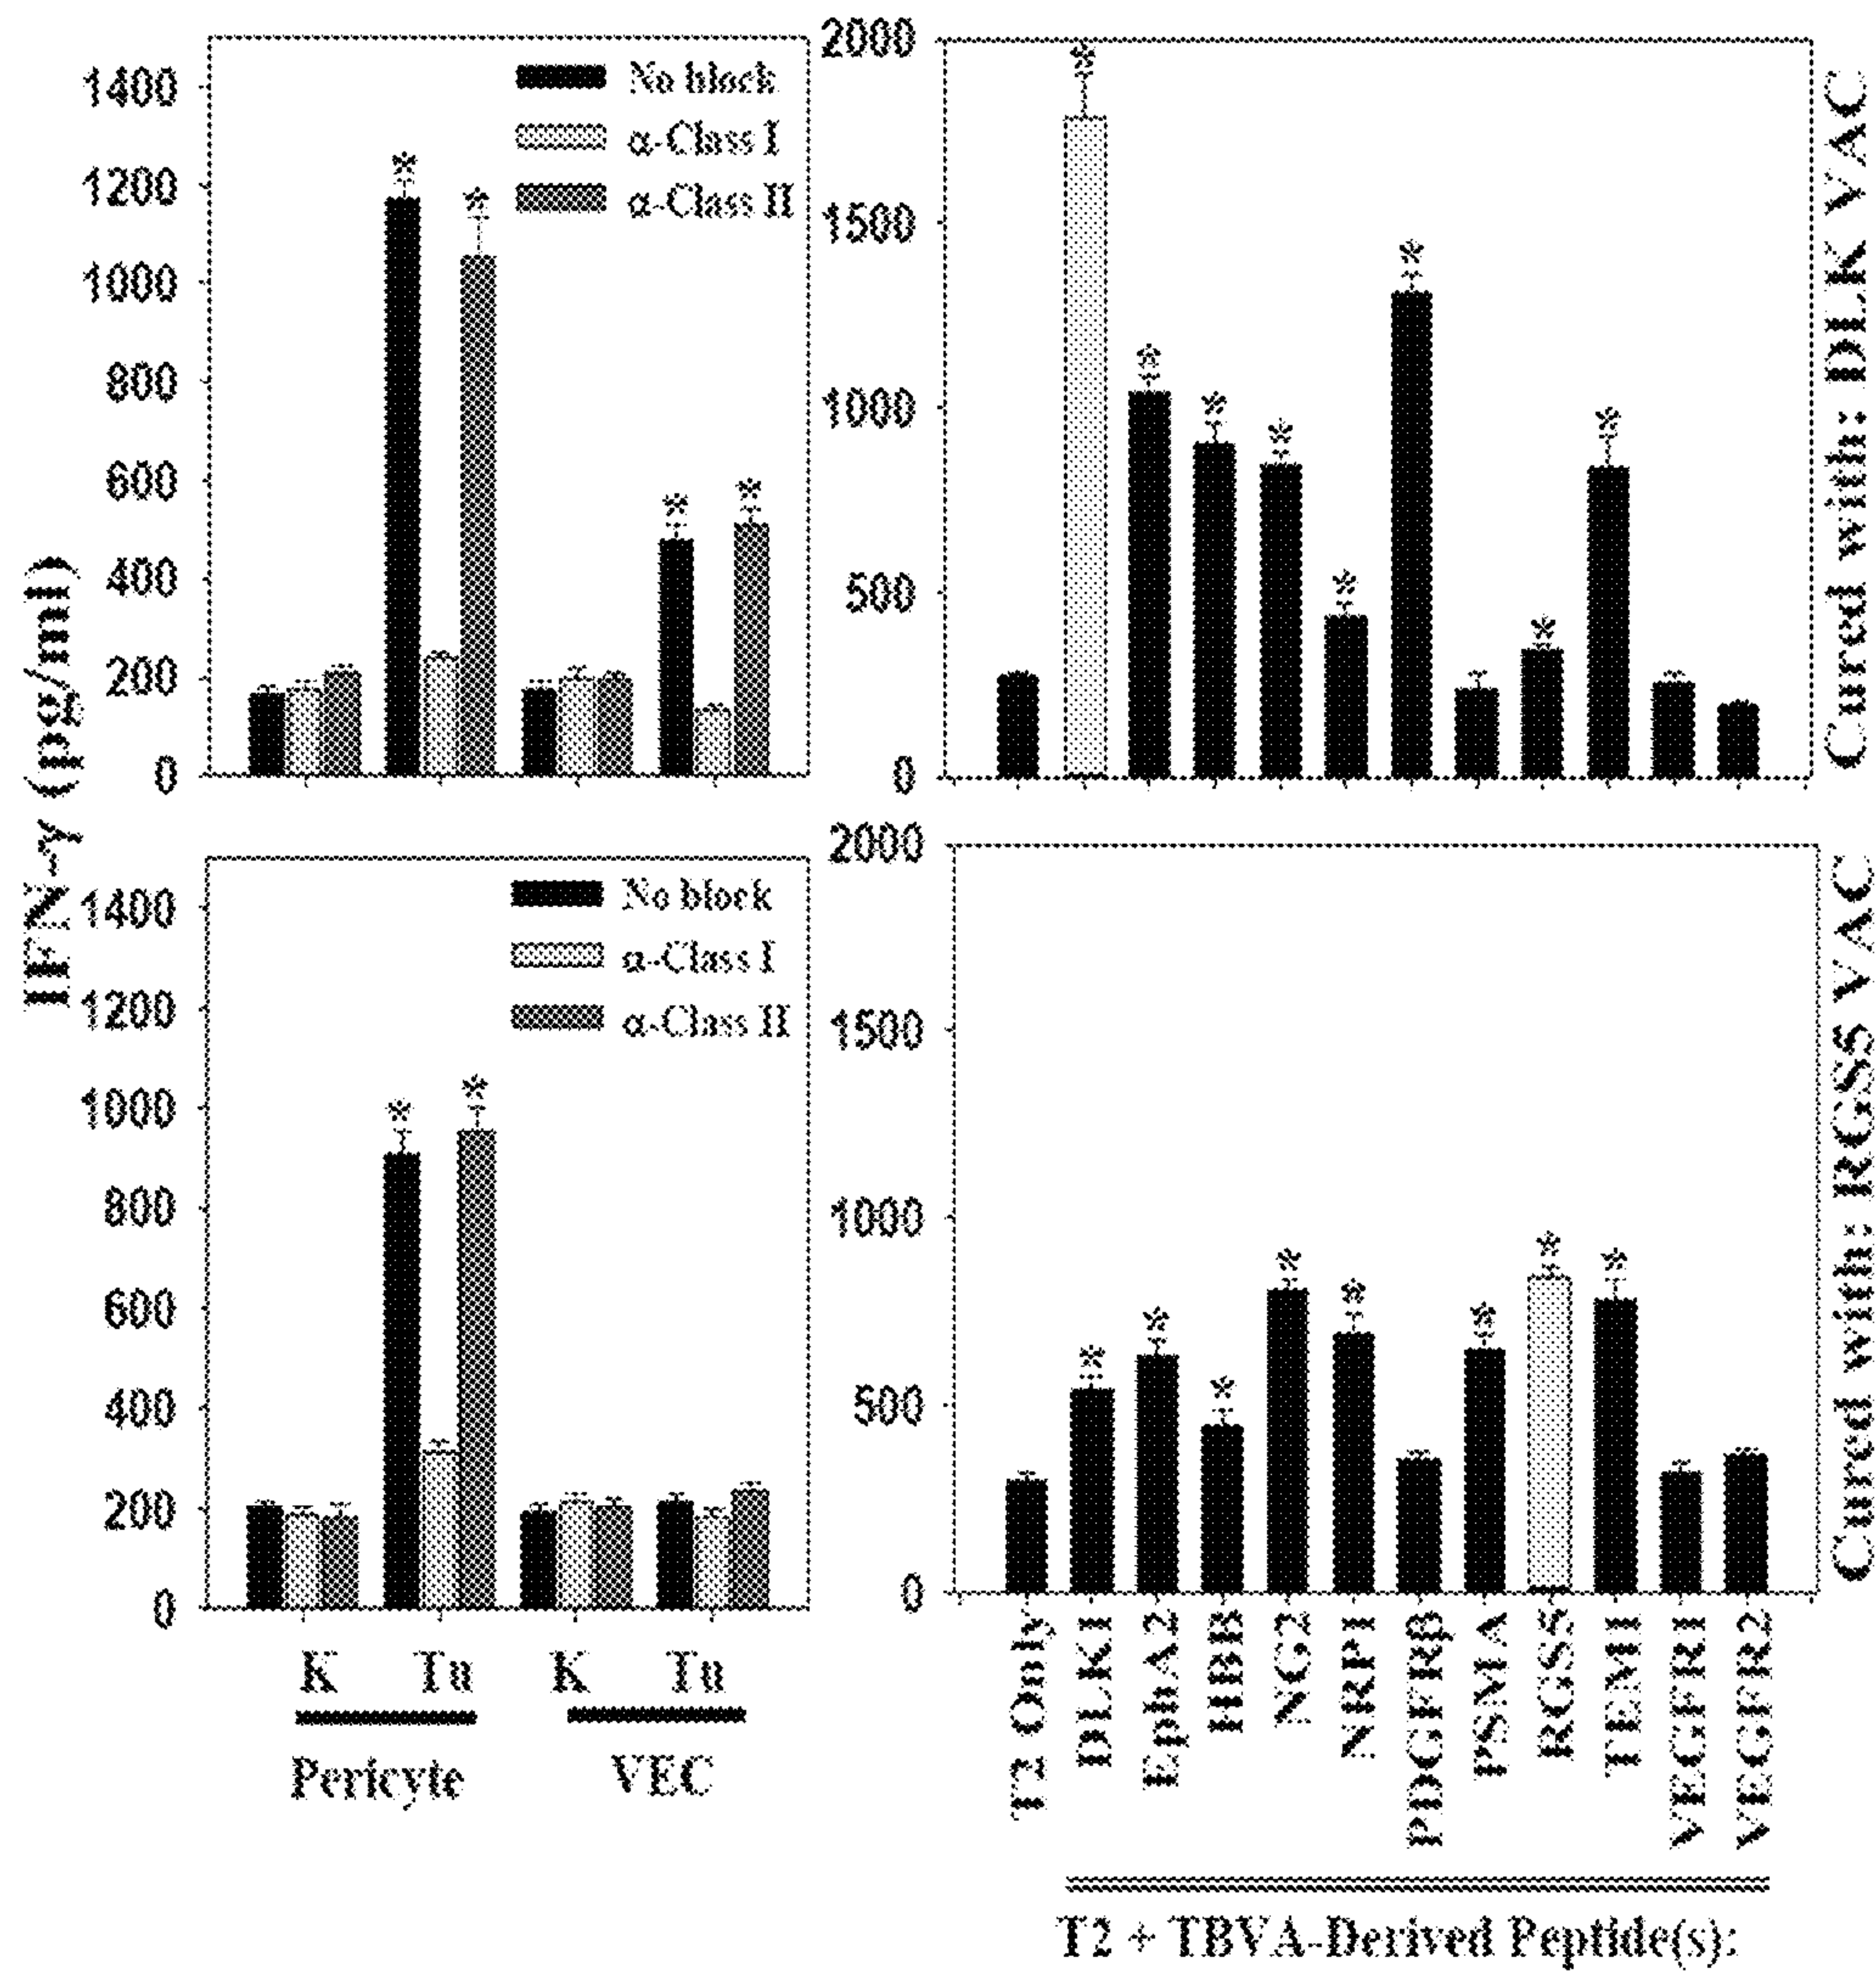 IFN-γ (pg/ml)
1400
1200
1000
800
600
400
200
0
No block
α-Class I
α-Class II
2000
1500
1000
500
0
Cured with: DLK VAC
1400
1200
1000
800
600
400
200
0
No block
α-Class I
α-Class II
K Tu K Tu
Pericyte VEC
2000
1500
1000
500
0
Cured with: RGS5 VAC
T2 Only
DLK1
EphA2
HBB
NG2
NRP1
PDGFRβ
PSMA
RGS5
TEM1
VEGFR1
VEGFR2
T2 + TBVA-Derived Peptide(s):